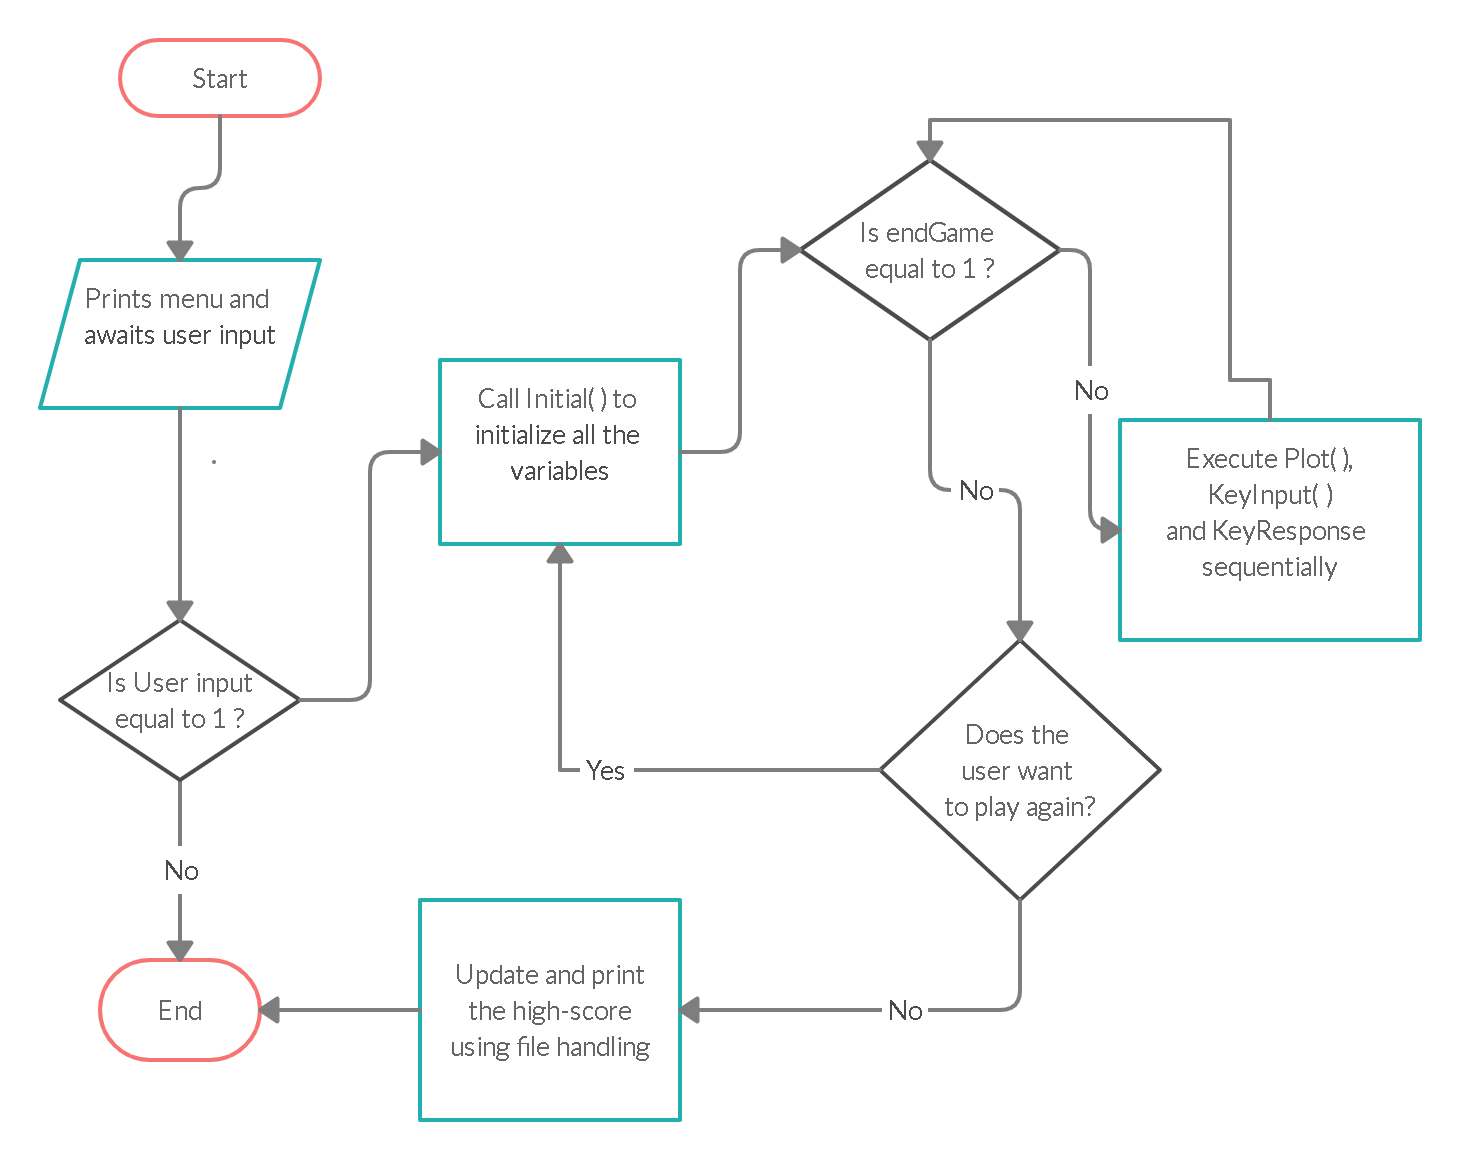 Start
Prints menu and
awaits user input
Is User input
equal to 1 ?
No
End
Call Initial( ) to
initialize all the
variables
Is endGame
equal to 1 ?
No
Execute Plot( ),
KeyInput( )
and KeyResponse
sequentially
No
Does the
user want
to play again?
Yes
No
Update and print
the high-score
using file handling